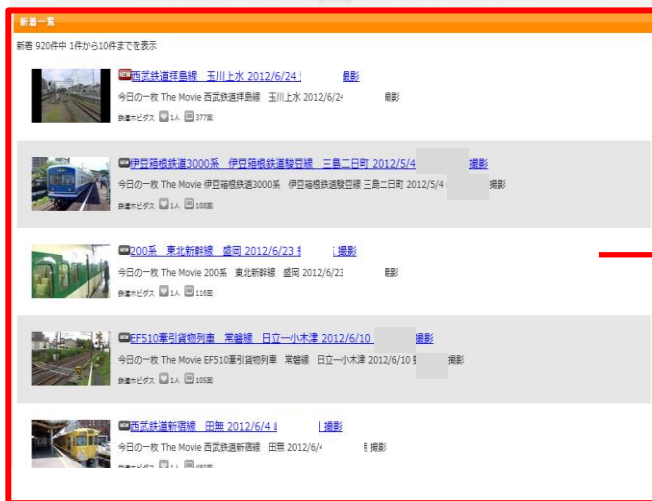 新着一覧
新着 920件中 1件から10件までを表示
NEW 西武鉄道拝島線　玉川上水 2012/6/24 撮影
今日の一枚 The Movie 西武鉄道拝島線　玉川上水 2012/6/24 撮影
鉄道ホビダス 1人 377回
NEW 伊豆箱根鉄道3000系　伊豆箱根鉄道駿豆線　三島二日町 2012/5/4 撮影
今日の一枚 The Movie 伊豆箱根鉄道3000系　伊豆箱根鉄道駿豆線 三島二日町 2012/5/4 撮影
鉄道ホビダス 1人 108回
NEW 200系　東北新幹線　盛岡 2012/6/23 撮影
今日の一枚 The Movie 200系　東北新幹線　盛岡 2012/6/23 撮影
鉄道ホビダス 1人 116回
NEW EF510牽引貨物列車　常磐線　日立ー小木津 2012/6/10 撮影
今日の一枚 The Movie EF510牽引貨物列車　常磐線　日立ー小木津 2012/6/10 撮影
鉄道ホビダス 1人 105回
NEW 西武鉄道新宿線　田無 2012/6/4 撮影
今日の一枚 The Movie 西武鉄道新宿線　田無 2012/6/4 撮影
鉄道ホビダス 1人